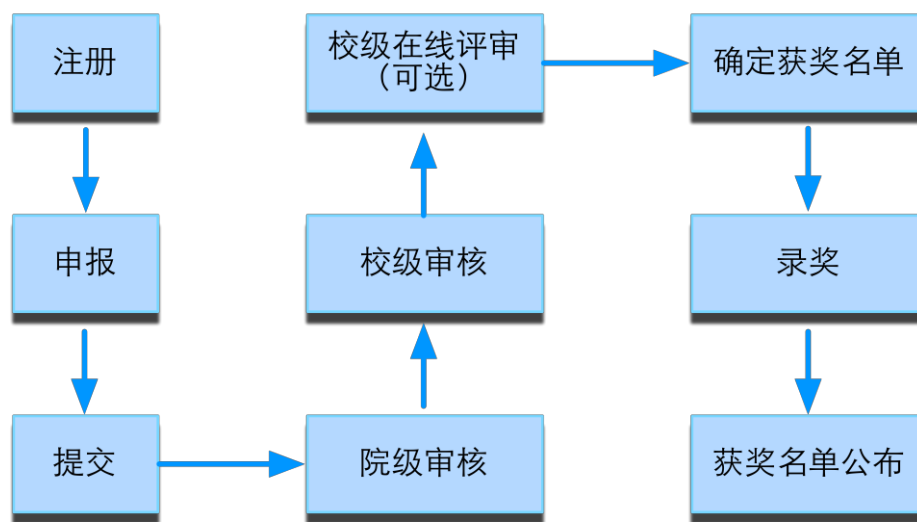 注册
申报
提交
院级审核
校级审核
校级在线评审
（可选）
确定获奖名单
录奖
获奖名单公布